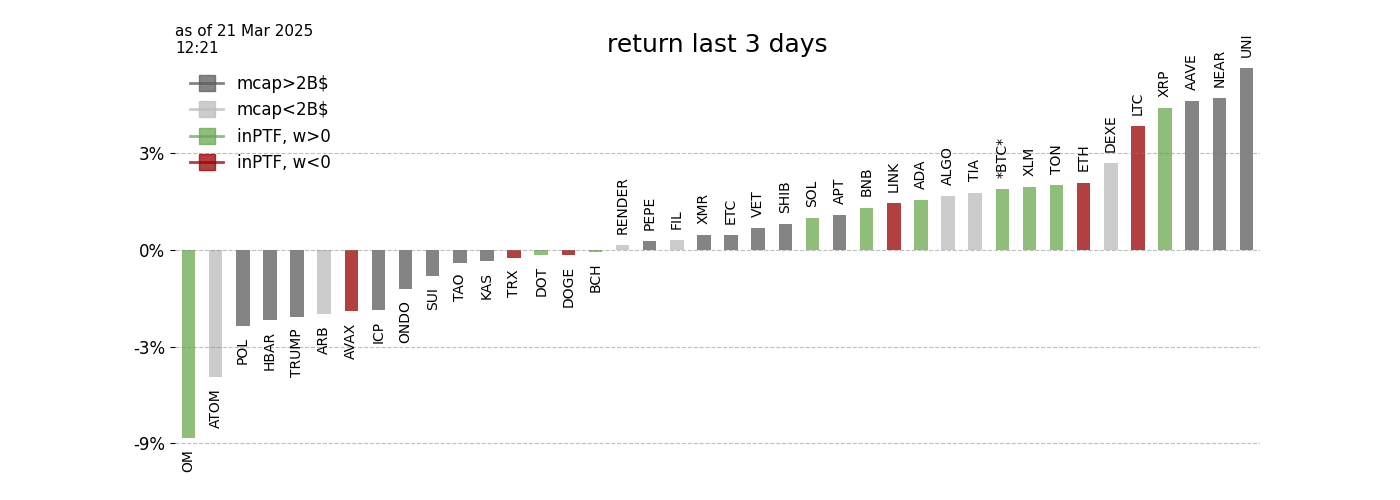 as of 21 Mar 2025
12:21
return last 3 days
mcap>2B$
mcap<2B$
inPTF, w>0
inPTF, w<0
3%
0%
-3%
-9%
OM
ATOM
POL
HBAR
TRUMP
ARB
AVAX
ICP
ONDO
SUI
TAO
KAS
TRX
DOT
DOGE
BCH
RENDER
PEPE
FIL
XMR
ETC
VET
SHIB
SOL
APT
BNB
LINK
ADA
ALGO
TIA
*BTC*
XLM
TON
ETH
DEXE
LTC
XRP
AAVE
NEAR
UNI